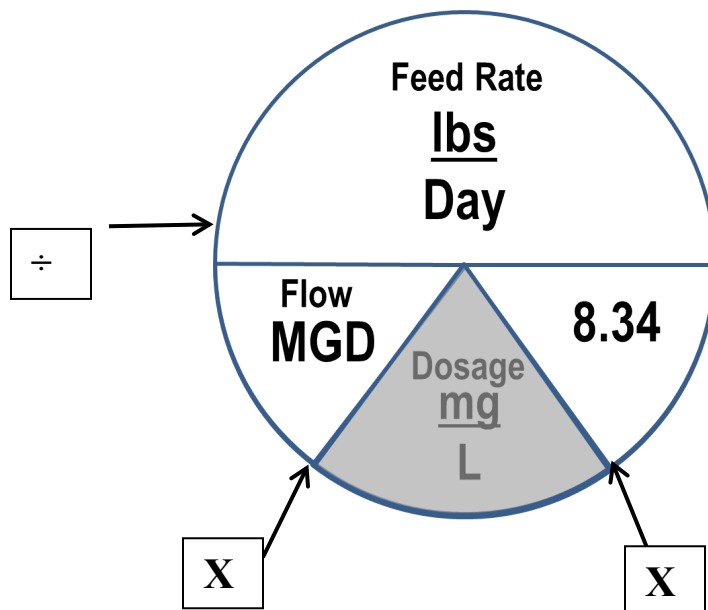 Feed Rate
lbs
Day
÷
Flow
MGD
Dosage
mg
L
8.34
X
X